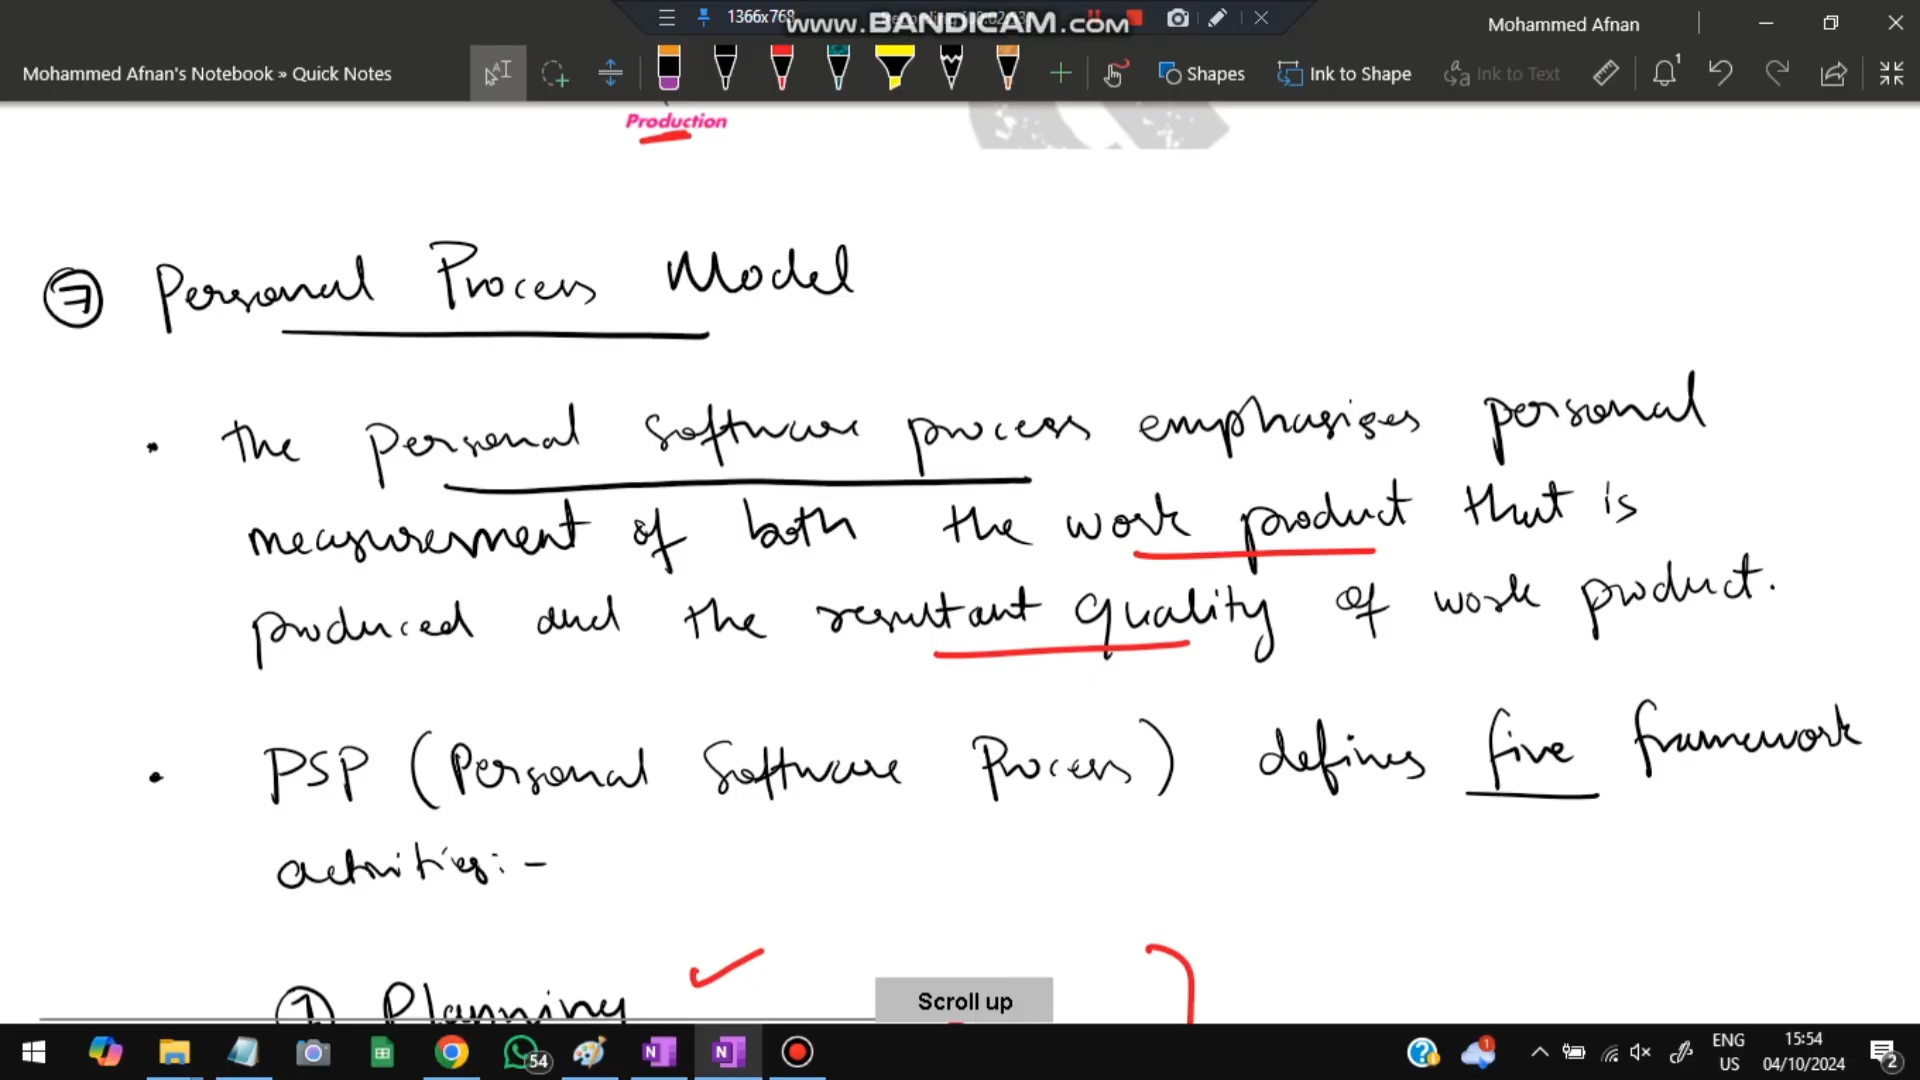 1366x768
www.BANDICAM.com
Mohammed Afnan
Mohammed Afnan's Notebook » Quick Notes
Shapes
Ink to Shape
Ink to Text
1
Production
7 Personal Process Model
• the personal software process emphasizes personal
measurement of both the work product that is
produced and the resultant quality of work product.
• PSP (Personal Software Process) defines five framework
activities:-
1 Planning
Scroll up
54
1
ENG
US
15:54
04/10/2024
2